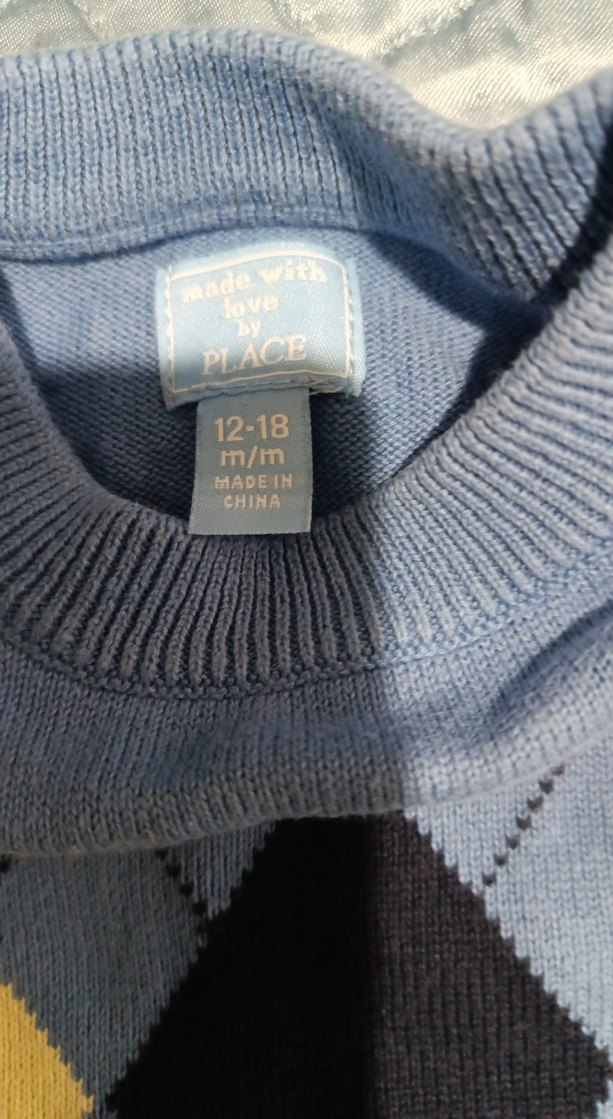 made with
love
by
PLACE
12-18
m/m
MADE IN
CHINA